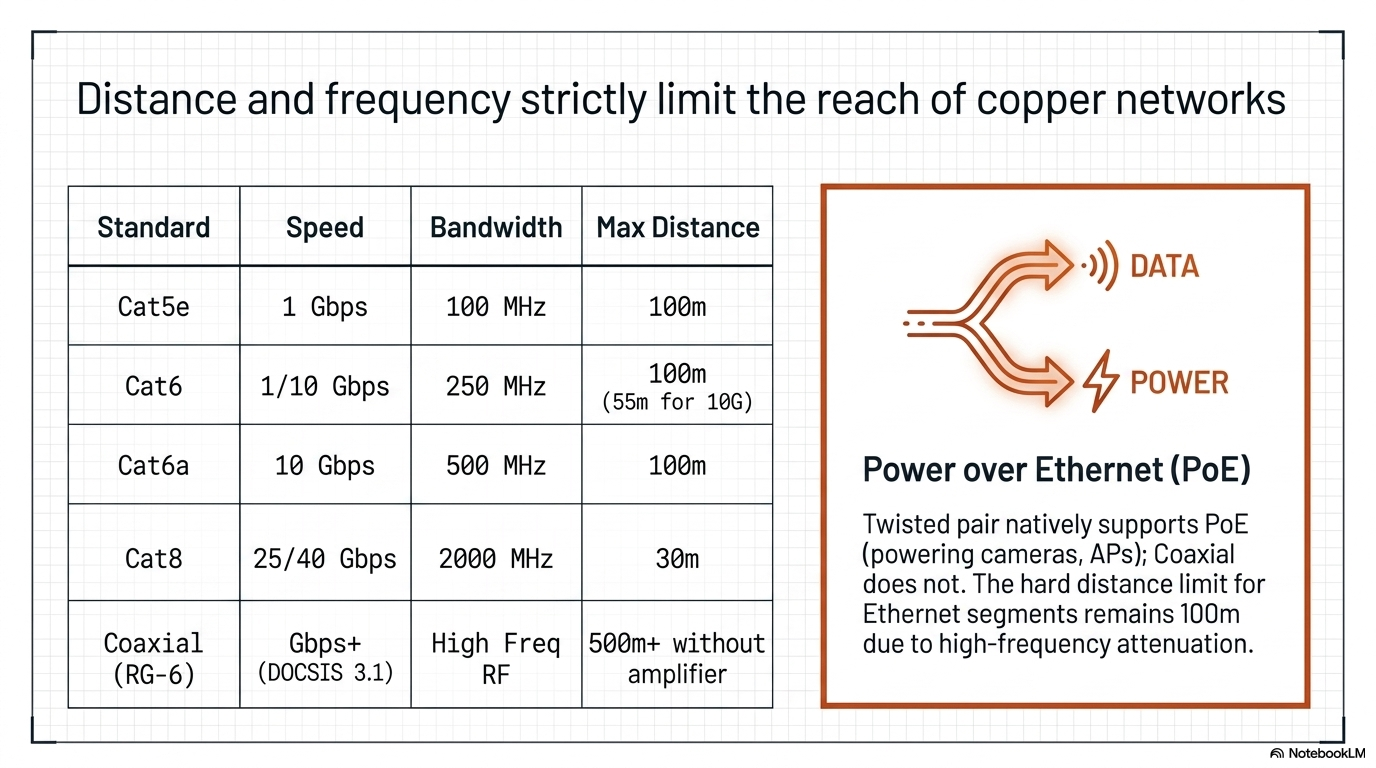 Distance and frequency strictly limit the reach of copper networks
Standard Speed Bandwidth Max Distance
Cat5e 1 Gbps 100 MHz 100m
Cat6 1/10 Gbps 250 MHz 100m
(55m for 10G)
Cat6a 10 Gbps 500 MHz 100m
Cat8 25/40 Gbps 2000 MHz 30m
Coaxial Gbps+ High Freq 500m+ without
(RG-6) (DOCSIS 3.1) RF amplifier
DATA
POWER
Power over Ethernet (PoE)
Twisted pair natively supports PoE
(powering cameras, APs); Coaxial
does not. The hard distance limit for
Ethernet segments remains 100m
due to high-frequency attenuation.
NotebookLM